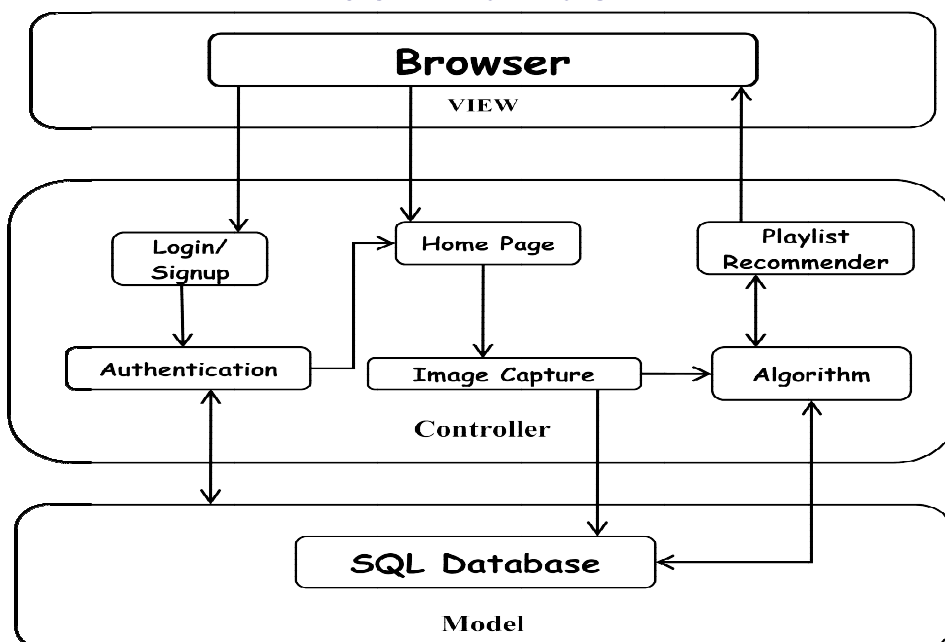 Browser
VIEW
Login/
Signup
Home Page
Playlist
Recommender
Authentication
Image Capture
Algorithm
Controller
SQL Database
Model